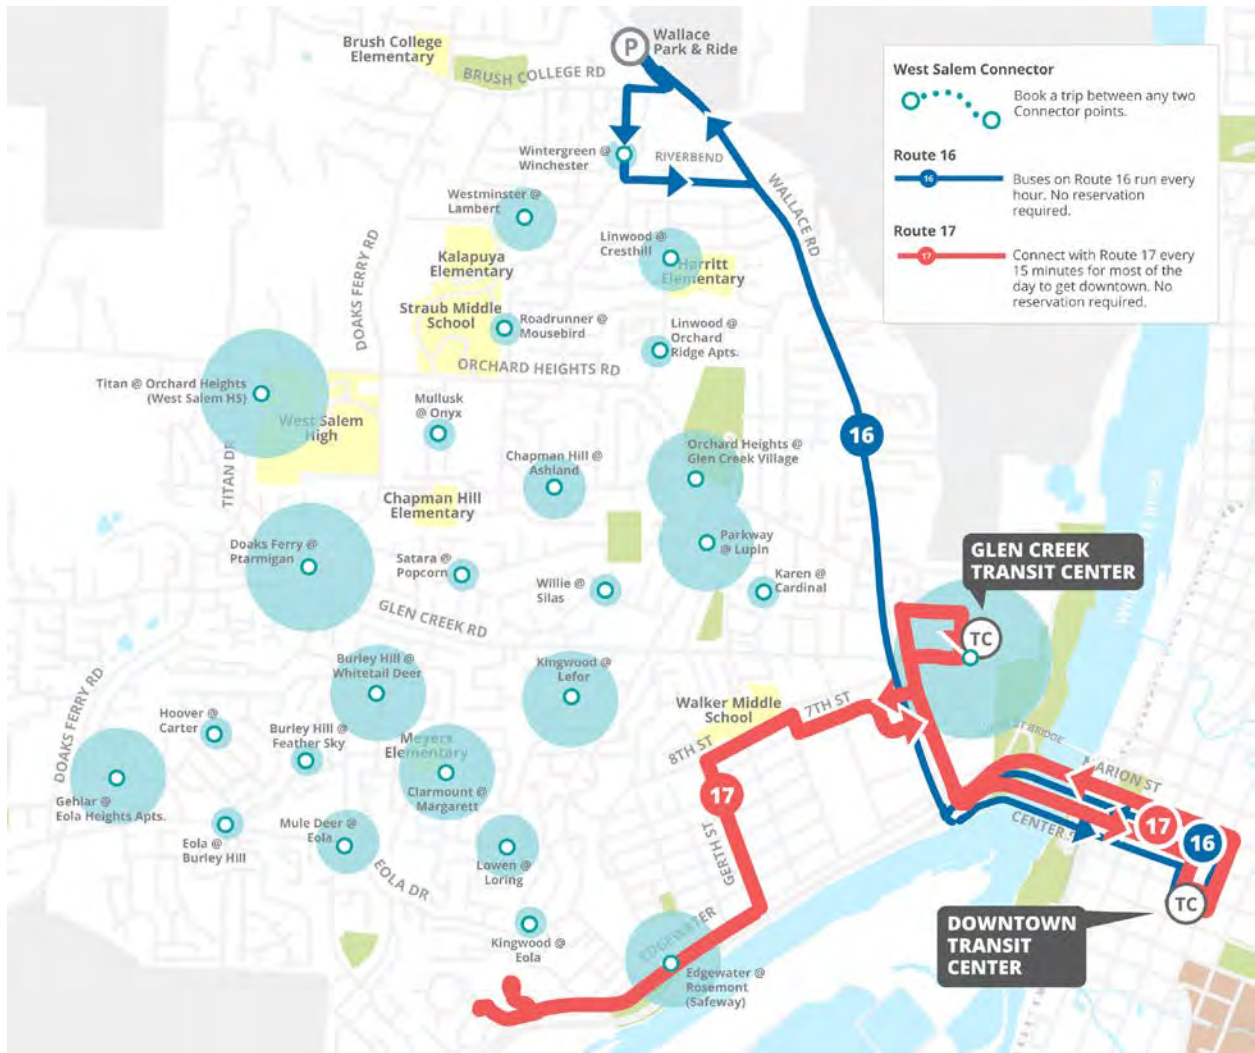 Brush College
Elementary
BRUSH COLLEGE RD
P
Wallace
Park & Ride
West Salem Connector
Book a trip between any two
Connector points.
Route 16
16
Buses on Route 16 run every
hour. No reservation
required.
Route 17
17
Connect with Route 17 every
15 minutes for most of the
day to get downtown. No
reservation required.
Wintergreen @
Winchester
RIVERBEND
WALLACE RD
Westminster @
Lambert
Linwood @
Cresthill
Kalapuya
Elementary
Harritt
Elementary
DOAKS FERRY RD
Straub Middle
School
Roadrunner @
Mousebird
Linwood @
Orchard
Ridge Apts.
ORCHARD HEIGHTS RD
Titan @ Orchard Heights
(West Salem HS)
West Salem
High
Mullusk
@ Onyx
16
TITAN DR
Chapman Hill @
Ashland
Orchard Heights @
Glen Creek Village
Chapman Hill
Elementary
Doaks Ferry @
Ptarmigan
Satara @
Popcorn
Willie @
Silas
Parkway
@ Lupin
Karen @
Cardinal
GLEN CREEK
TRANSIT CENTER
TC
GLEN CREEK RD
Burley Hill @
Whitetail Deer
Kingwood @
Lefor
DOAKS FERRY RD
Hoover @
Carter
Burley Hill @
Feather Sky
Meyers
Elementary
Clarmount @
Margarett
Walker Middle
School
7TH ST
8TH ST
17
GERTH ST
ST BRIDGE
MARION ST
CENTER
17
16
TC
DOWNTOWN
TRANSIT
CENTER
Gehlar @
Eola Heights Apts.
Eola @
Burley Hill
Mule Deer @
Eola
EOLA DR
Lowen @
Loring
Kingwood @
Eola
EDGEWATER
Edgewater @
Rosemont
(Safeway)